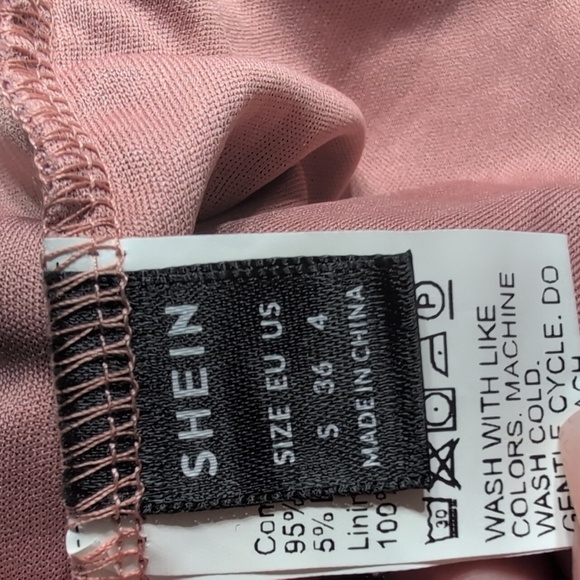 SHEIN
SIZE EU US
S 36 4
MADE IN CHINA
95%
5%
100%
30
P
WASH WITH LIKE
COLORS. MACHINE
WASH COLD.
CYCLE. DO